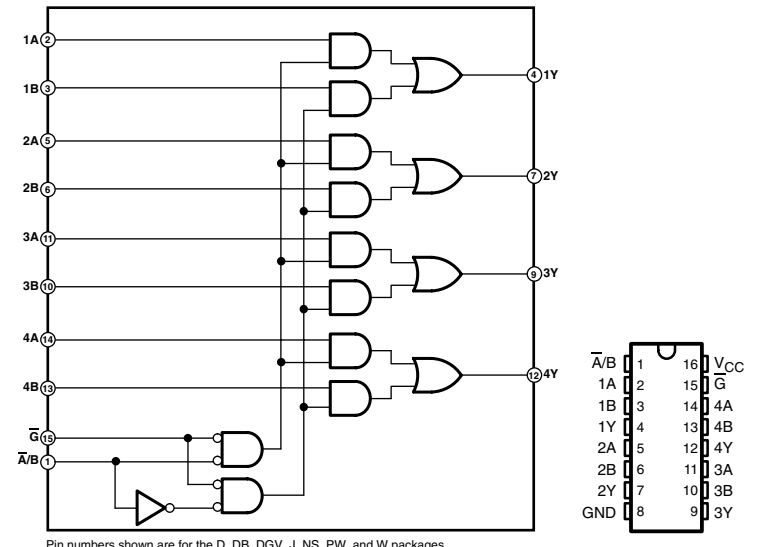 1A 2
1B 3
4 1Y
2A 5
2B 6
7 2Y
3A 11
3B 10
9 3Y
4A 14
4B 13
12 4Y
G̅ 15
A̅/B 1
Pin numbers shown are for the D, DB, DGV, J, NS, PW, and W packages.
A̅/B 1 16 VCC
1A 2 15 G̅
1B 3 14 4A
1Y 4 13 4B
2A 5 12 4Y
2B 6 11 3A
2Y 7 10 3B
GND 8 9 3Y